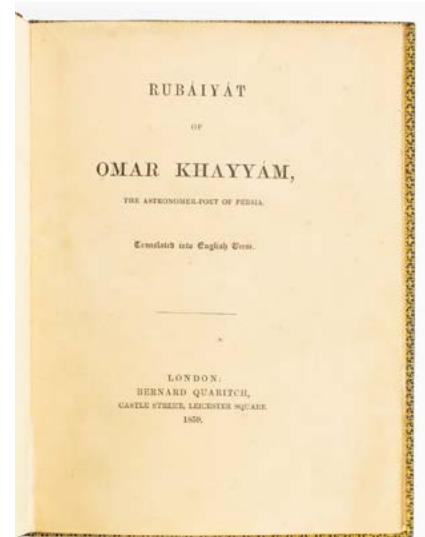 RUBÁIYÁT
OF
OMAR KHAYYÁM,
THE ASTRONOMER-POET OF PERSIA.
Translated into English Verse.
LONDON:
BERNARD QUARITCH,
CASTLE STREET, LEICESTER SQUARE.
1859.